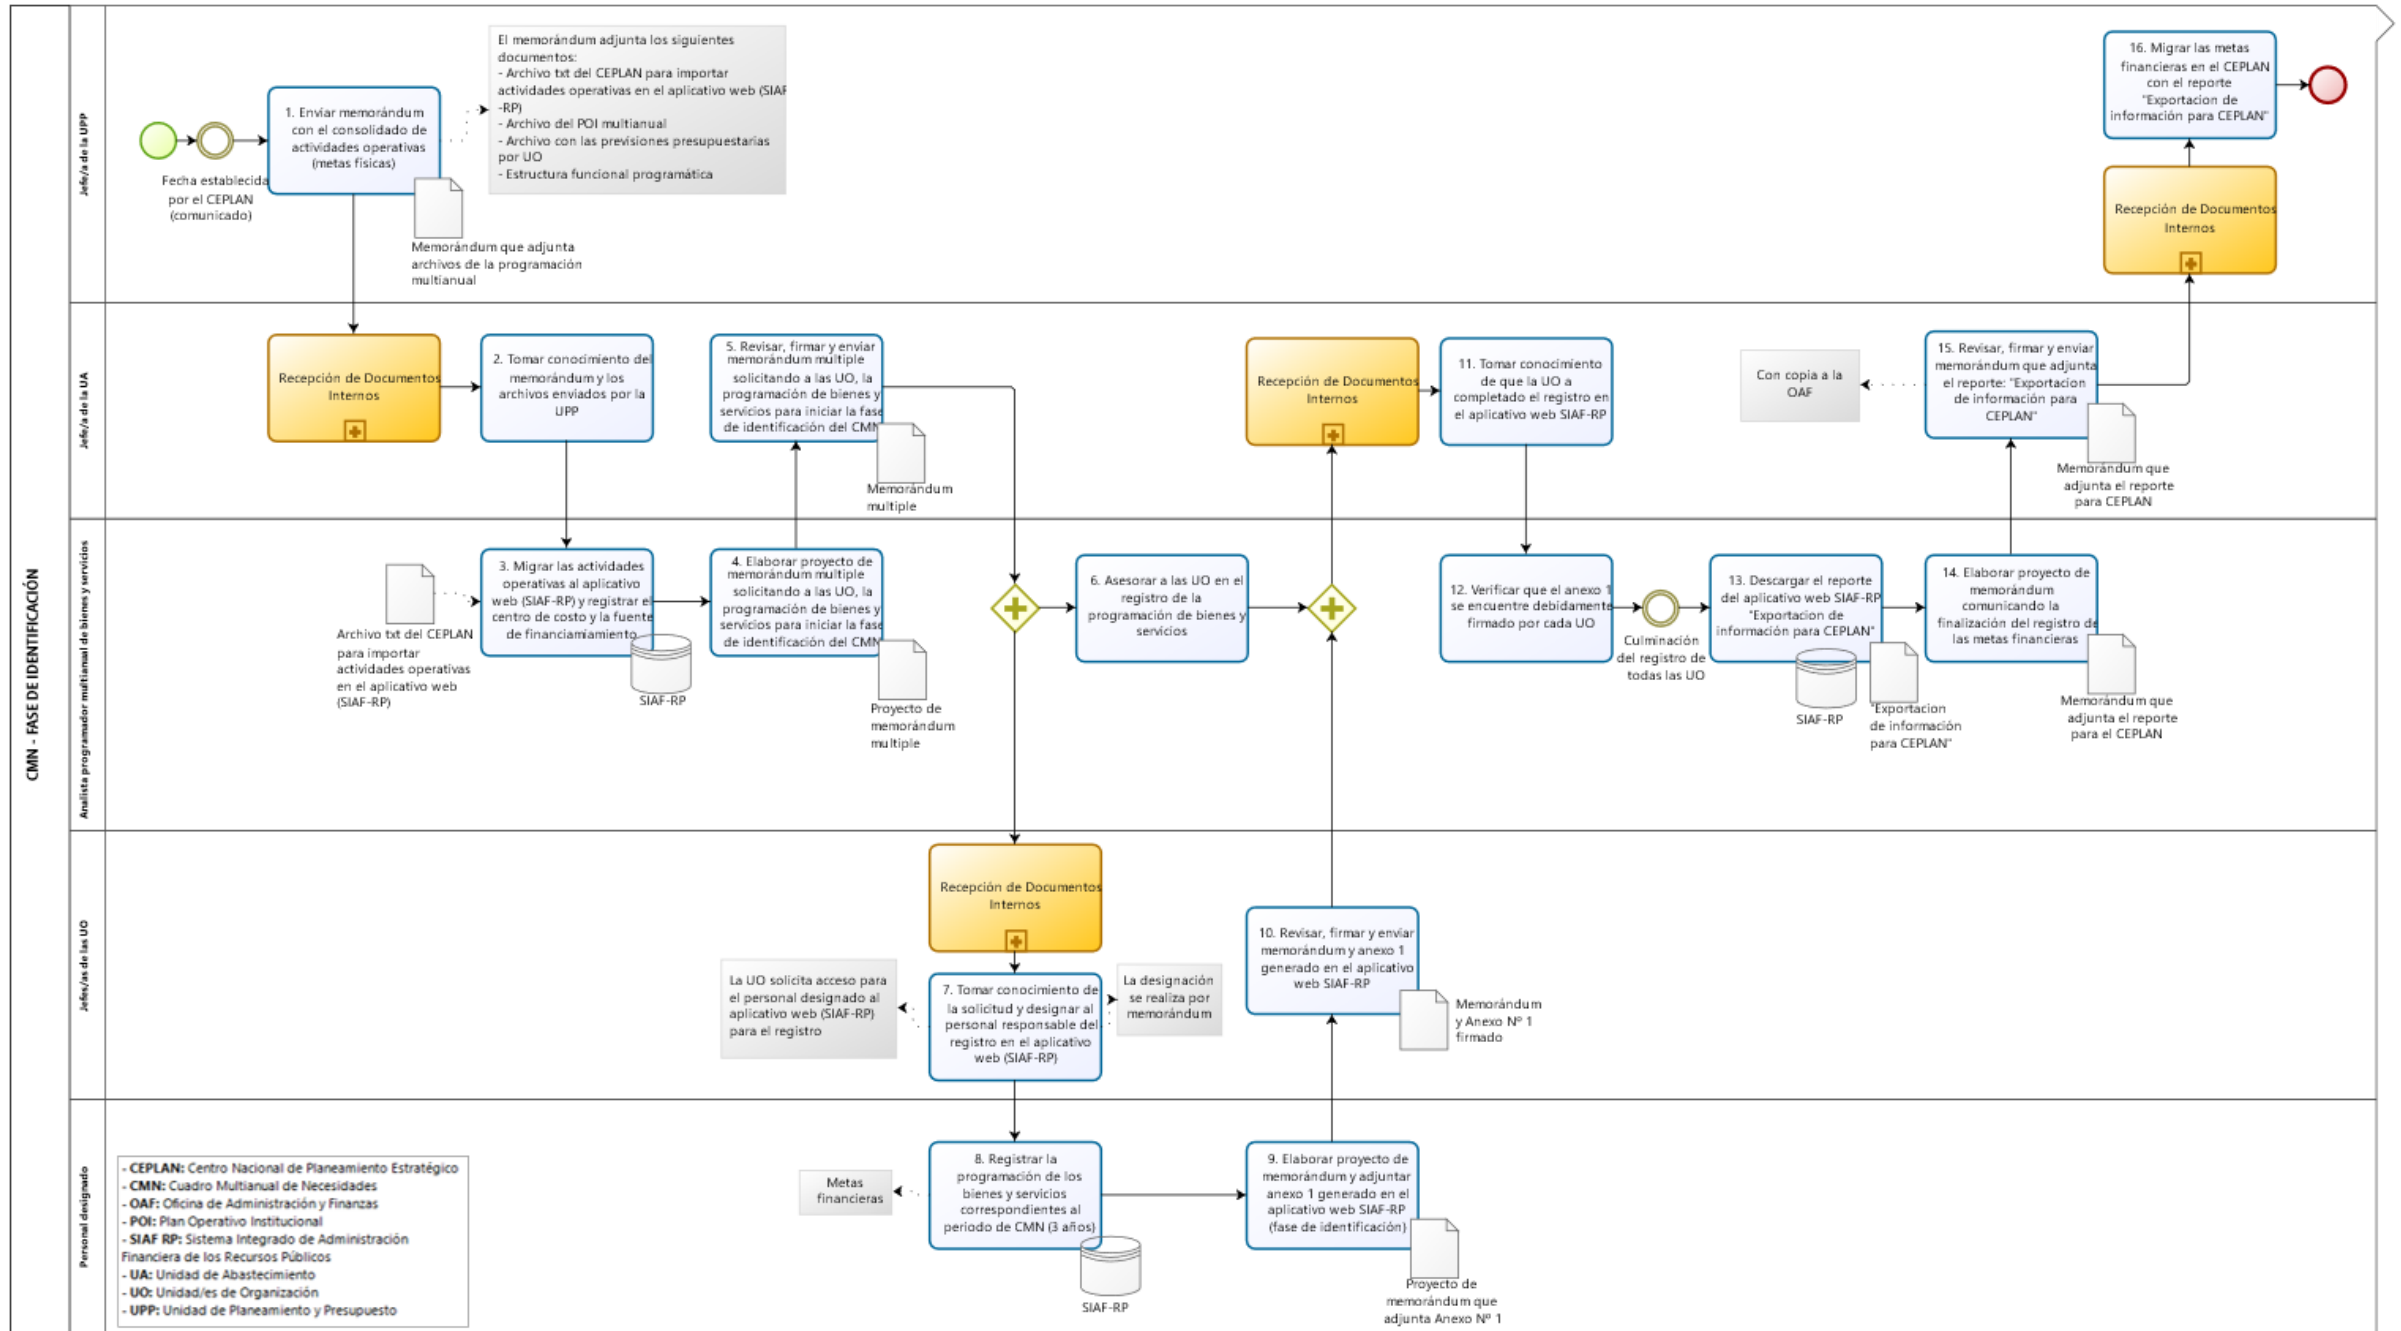 CMN - FASE DE IDENTIFICACIÓN
Jefe/a de la UPP
Fecha establecida
por el CEPLAN
(comunicado)
1. Enviar memorándum
con el consolidado de
actividades operativas
(metas físicas)
Memorándum que adjunta
archivos de la programación
multianual
El memorándum adjunta los siguientes
documentos:
- Archivo txt del CEPLAN para importar
actividades operativas en el aplicativo web (SIAF
-RP)
- Archivo del POI multianual
- Archivo con las previsiones presupuestarias
por UO
- Estructura funcional programática
16. Migrar las metas
financieras en el CEPLAN
con el reporte
"Exportacion de
información para CEPLAN"
Recepción de Documentos
Internos
Jefe/a de la UA
Recepción de Documentos
Internos
2. Tomar conocimiento del
memorándum y los
archivos enviados por la
UPP
5. Revisar, firmar y enviar
memorándum multiple
solicitando a las UO, la
programación de bienes y
servicios para iniciar la fase
de identificación del CMN
Memorándum
multiple
Recepción de Documentos
Internos
11. Tomar conocimiento
de que la UO a
completado el registro en
el aplicativo web SIAF-RP
Con copia a la
OAF
15. Revisar, firmar y enviar
memorándum que adjunta
el reporte: "Exportacion
de información para
CEPLAN"
Memorándum que
adjunta el reporte
para CEPLAN
Analista programador multianual de bienes y servicios
Archivo txt del CEPLAN
para importar
actividades operativas
en el aplicativo web
(SIAF-RP)
3. Migrar las actividades
operativas al aplicativo
web (SIAF-RP) y registrar el
centro de costo y la fuente
de financiamiamiento
SIAF-RP
4. Elaborar proyecto de
memorándum multiple
solicitando a las UO, la
programación de bienes y
servicios para iniciar la fase
de identificación del CMN
Proyecto de
memorándum
multiple
6. Asesorar a las UO en el
registro de la
programación de bienes y
servicios
12. Verificar que el anexo 1
se encuentre debidamente
firmado por cada UO
Culminación
del registro de
todas las UO
13. Descargar el reporte
del aplicativo web SIAF-RP
"Exportacion de
información para CEPLAN"
SIAF-RP
"Exportacion
de información
para CEPLAN"
14. Elaborar proyecto de
memorándum
comunicando la
finalización del registro de
las metas financieras
Memorándum que
adjunta el reporte
para el CEPLAN
Jefes/as de las UO
Recepción de Documentos
Internos
La UO solicita acceso para
el personal designado al
aplicativo web (SIAF-RP)
para el registro
7. Tomar conocimiento de
la solicitud y designar al
personal responsable del
registro en el aplicativo
web (SIAF-RP)
La designación
se realiza por
memorándum
10. Revisar, firmar y enviar
memorándum y anexo 1
generado en el aplicativo
web SIAF-RP
Memorándum
y Anexo Nº 1
firmado
Personal designado
- CEPLAN: Centro Nacional de Planeamiento Estratégico
- CMN: Cuadro Multianual de Necesidades
- OAF: Oficina de Administración y Finanzas
- POI: Plan Operativo Institucional
- SIAF RP: Sistema Integrado de Administración
Financiera de los Recursos Públicos
- UA: Unidad de Abastecimiento
- UO: Unidad/es de Organización
- UPP: Unidad de Planeamiento y Presupuesto
Metas
financieras
8. Registrar la
programación de los
bienes y servicios
correspondientes al
periodo de CMN (3 años)
SIAF-RP
9. Elaborar proyecto de
memorándum y adjuntar
anexo 1 generado en el
aplicativo web SIAF-RP
(fase de identificación)
Proyecto de
memorándum que
adjunta Anexo Nº 1